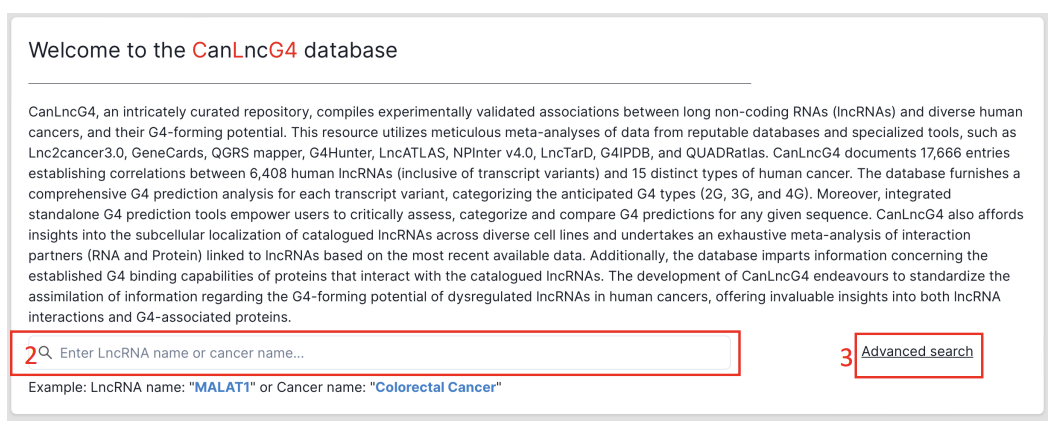 Welcome to the CanLncG4 database
CanLncG4, an intricately curated repository, compiles experimentally validated associations between long non-coding RNAs (lncRNAs) and diverse human
cancers, and their G4-forming potential. This resource utilizes meticulous meta-analyses of data from reputable databases and specialized tools, such as
Lnc2cancer3.0, GeneCards, QGRS mapper, G4Hunter, LncATLAS, NPInter v4.0, LncTarD, G4IPDB, and QUADRatlas. CanLncG4 documents 17,666 entries
establishing correlations between 6,408 human lncRNAs (inclusive of transcript variants) and 15 distinct types of human cancer. The database furnishes a
comprehensive G4 prediction analysis for each transcript variant, categorizing the anticipated G4 types (2G, 3G, and 4G). Moreover, integrated
standalone G4 prediction tools empower users to critically assess, categorize and compare G4 predictions for any given sequence. CanLncG4 also affords
insights into the subcellular localization of catalogued lncRNAs across diverse cell lines and undertakes an exhaustive meta-analysis of interaction
partners (RNA and Protein) linked to lncRNAs based on the most recent available data. Additionally, the database imparts information concerning the
established G4 binding capabilities of proteins that interact with the catalogued lncRNAs. The development of CanLncG4 endeavours to standardize the
assimilation of information regarding the G4-forming potential of dysregulated lncRNAs in human cancers, offering invaluable insights into both lncRNA
interactions and G4-associated proteins.
2 Enter LncRNA name or cancer name...
3 Advanced search
Example: LncRNA name: "MALAT1" or Cancer name: "Colorectal Cancer"